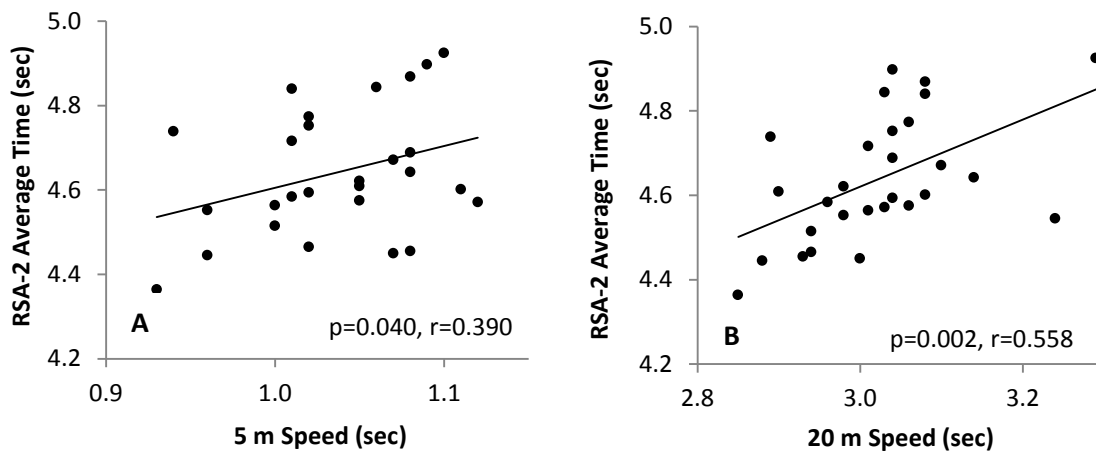 RSA-2 Average Time (sec)
5.0
4.8
4.6
4.4
4.2
A
p=0.040, r=0.390
0.9
1.0
1.1
5 m Speed (sec)
RSA-2 Average Time (sec)
5.0
4.8
4.6
4.4
4.2
B
p=0.002, r=0.558
2.8
3.0
3.2
20 m Speed (sec)